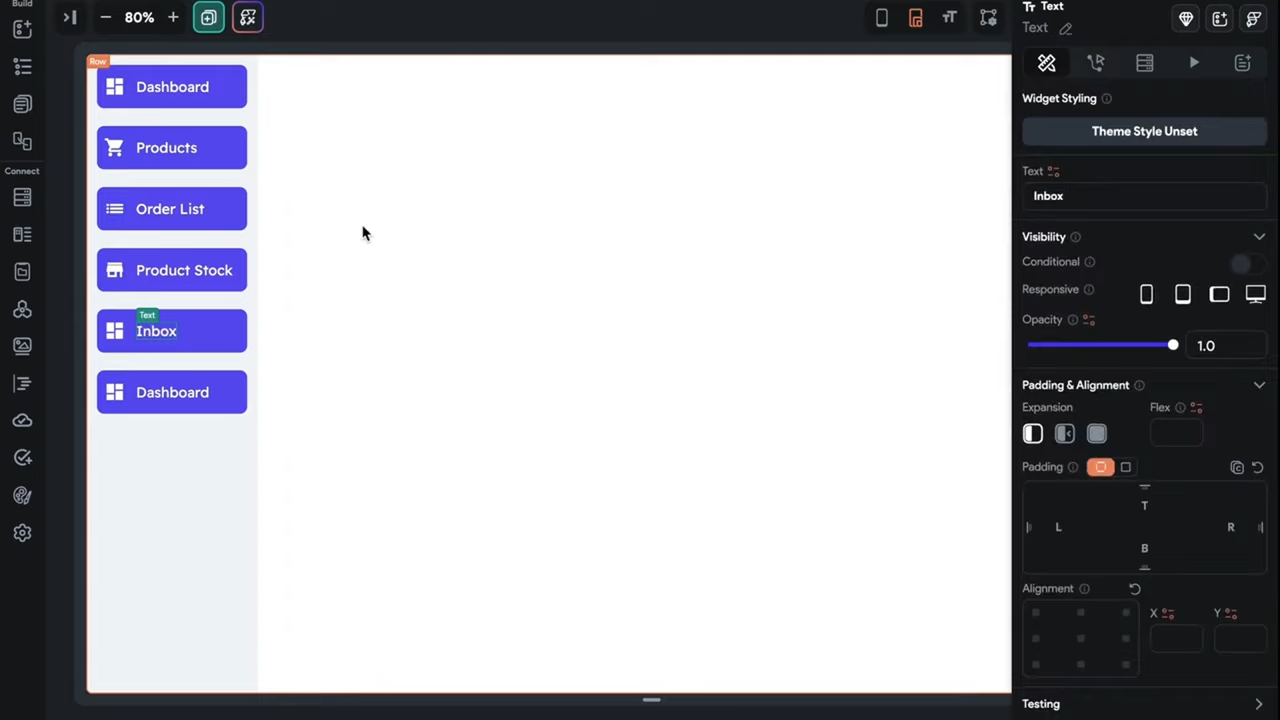 Build
80%
Text
Text
Row
Dashboard
Products
Order List
Product Stock
Text
Inbox
Dashboard
Connect
Widget Styling
Theme Style Unset
Text
Inbox
Visibility
Conditional
Responsive
Opacity
1.0
Padding & Alignment
Expansion
Flex
Padding
T
L
R
B
Alignment
X
Y
Testing